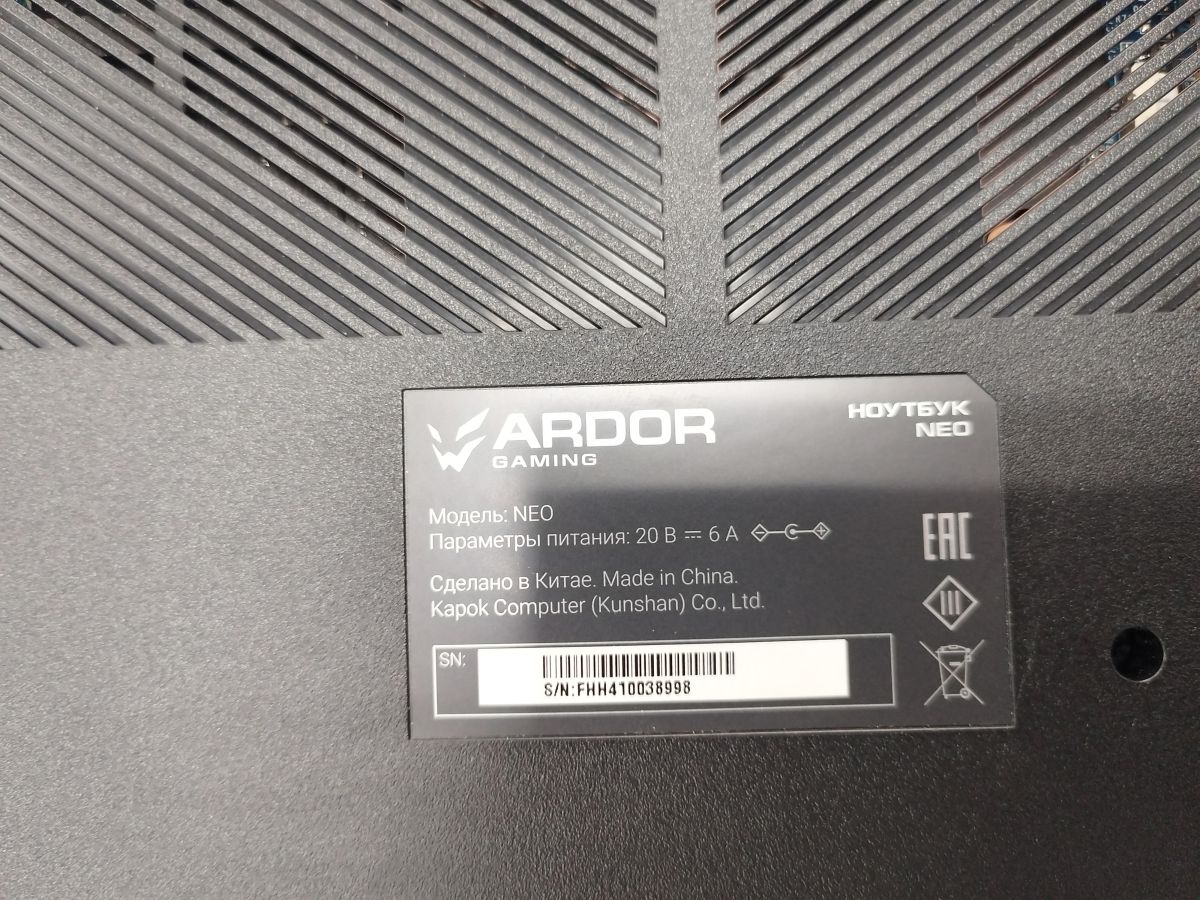 ARDOR
GAMING
НОУТБУК
NEO
Модель: NEO
Параметры питания: 20 В ⎓ 6 А
Сделано в Китае. Made in China.
Kapok Computer (Kunshan) Co., Ltd.
EAC
SN:
S/N:FHH410038998